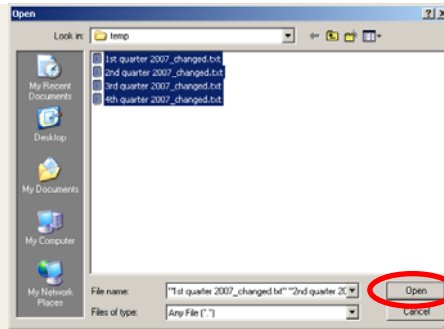 Open
Look in: temp
1st quarter 2007_changed.txt
2nd quarter 2007_changed.txt
3rd quarter 2007_changed.txt
4th quarter 2007_changed.txt
My Recent
Documents
Desktop
My Documents
My Computer
My Network
Places
File name: "1st quarter 2007_changed.txt" "2nd quarter 20 Open
Files of type: Any File (*.*) Cancel